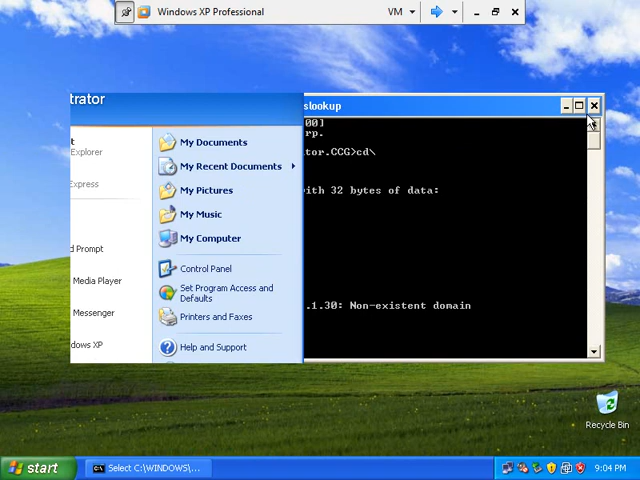 Windows XP Professional
VM
trator
slookup
t
Explorer
Express
d Prompt
Media Player
Messenger
dows XP
My Documents
My Recent Documents
My Pictures
My Music
My Computer
Control Panel
Set Program Access and
Defaults
Printers and Faxes
Help and Support
00]
rp.
tor.CCG>cd\
ith 32 bytes of data:
.1.30: Non-existent domain
Recycle Bin
start
Select C:\WINDOWS\...
9:04 PM